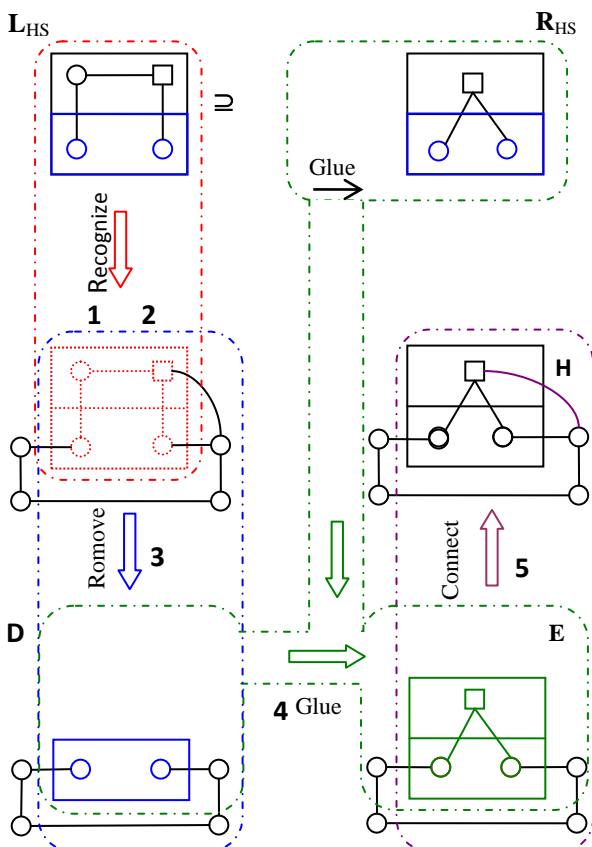 L_HS
R_HS
⊆
Glue
Recognize
1 2
H
Romove
3
Connect
5
D
E
4 Glue